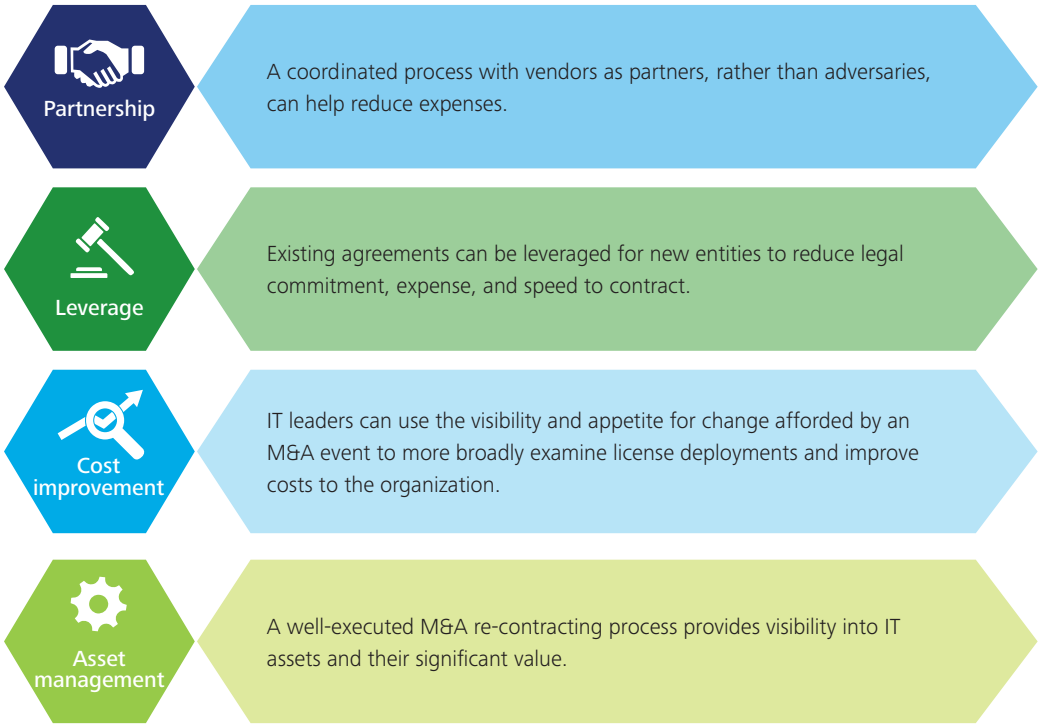 Partnership
A coordinated process with vendors as partners, rather than adversaries,
can help reduce expenses.
Leverage
Existing agreements can be leveraged for new entities to reduce legal
commitment, expense, and speed to contract.
Cost
improvement
IT leaders can use the visibility and appetite for change afforded by an
M&A event to more broadly examine license deployments and improve
costs to the organization.
Asset
management
A well-executed M&A re-contracting process provides visibility into IT
assets and their significant value.